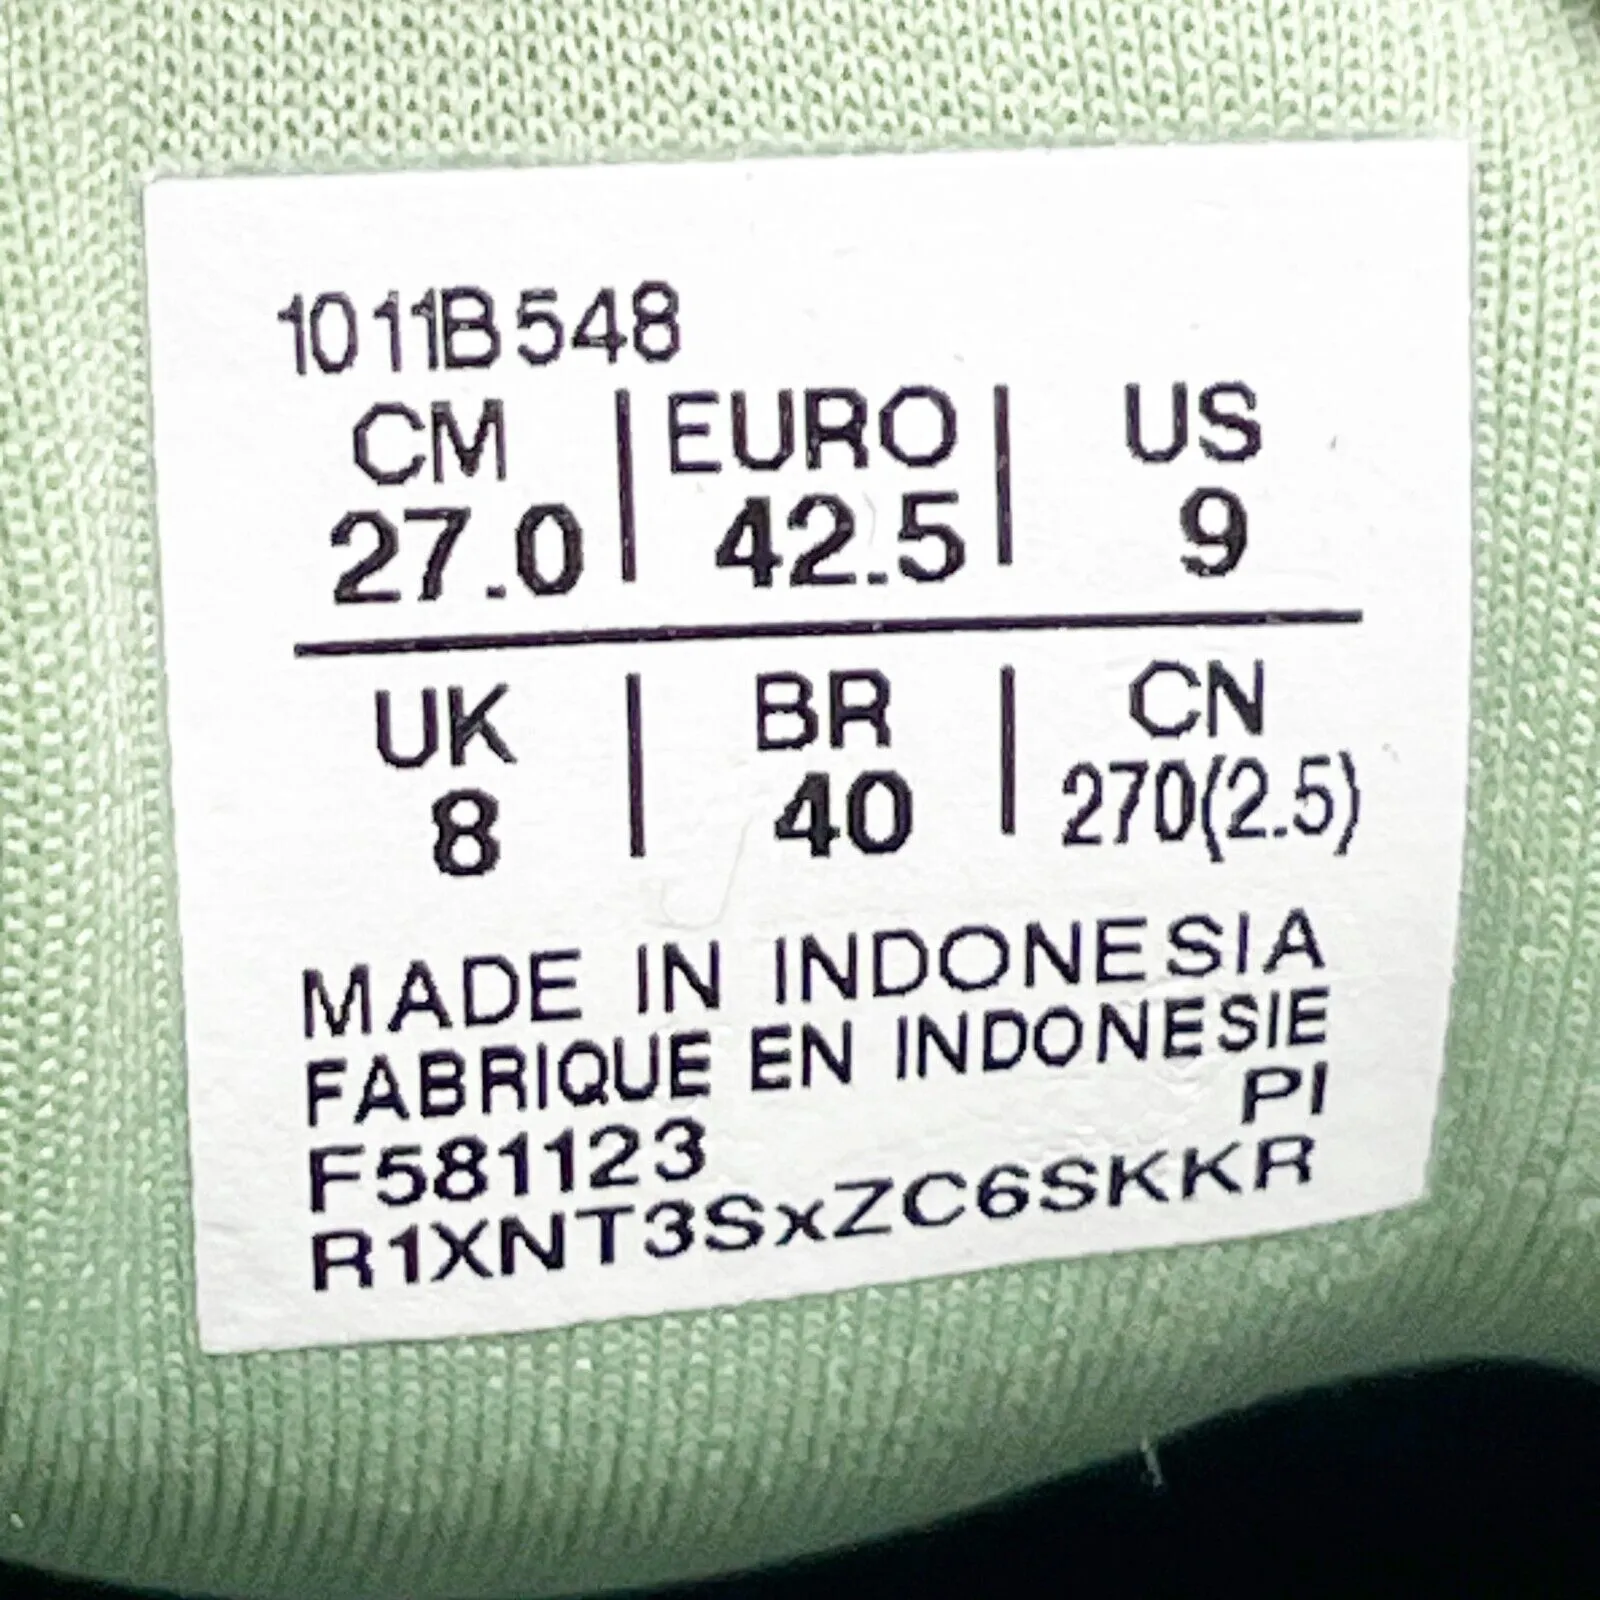 1011B548
CM EURO US
27.0 42.5 9
UK BR CN
8 40 270(2.5)
MADE IN INDONESIA
FABRIQUE EN INDONESIE
F581123 PI
R1XNT3SxZC6SKKR